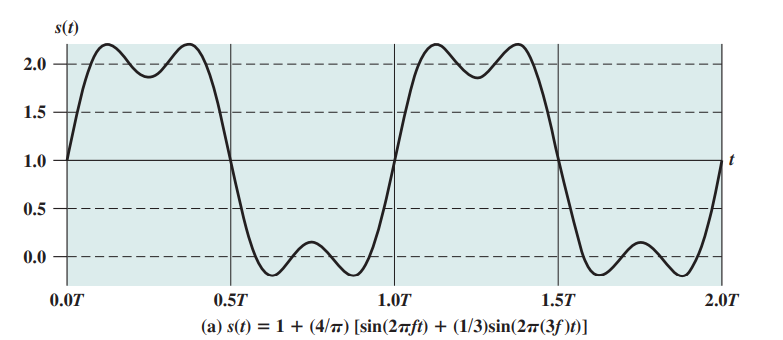 s(t)
2.0
1.5
1.0
t
0.5
0.0
0.0T 0.5T 1.0T 1.5T 2.0T
(a) s(t) = 1 + (4/π) [sin(2πft) + (1/3)sin(2π(3f)t)]